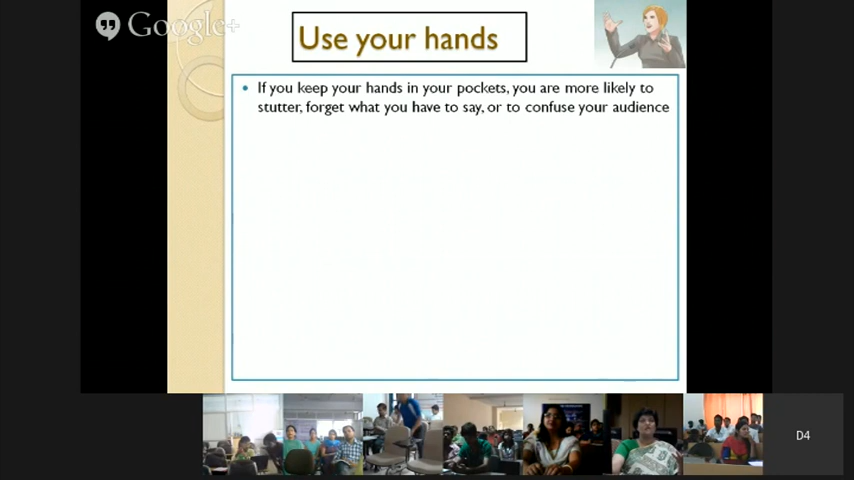 Google+
Use your hands
• If you keep your hands in your pockets, you are more likely to
stutter, forget what you have to say, or to confuse your audience
D4